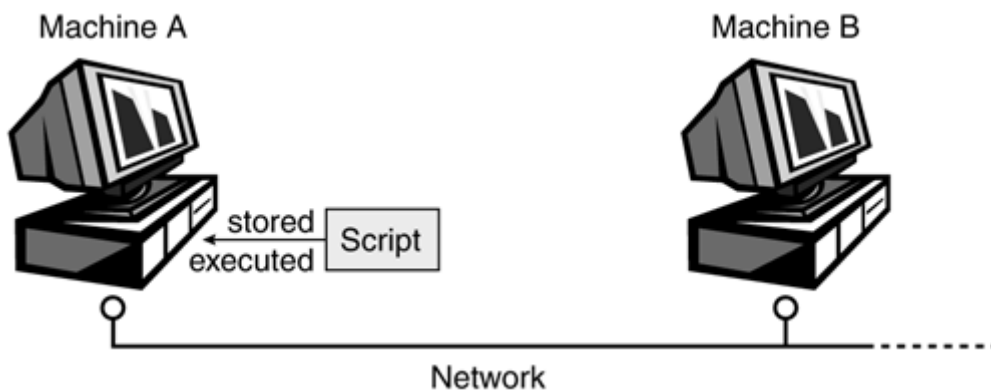 Machine A
Machine B
stored
executed
Script
Network